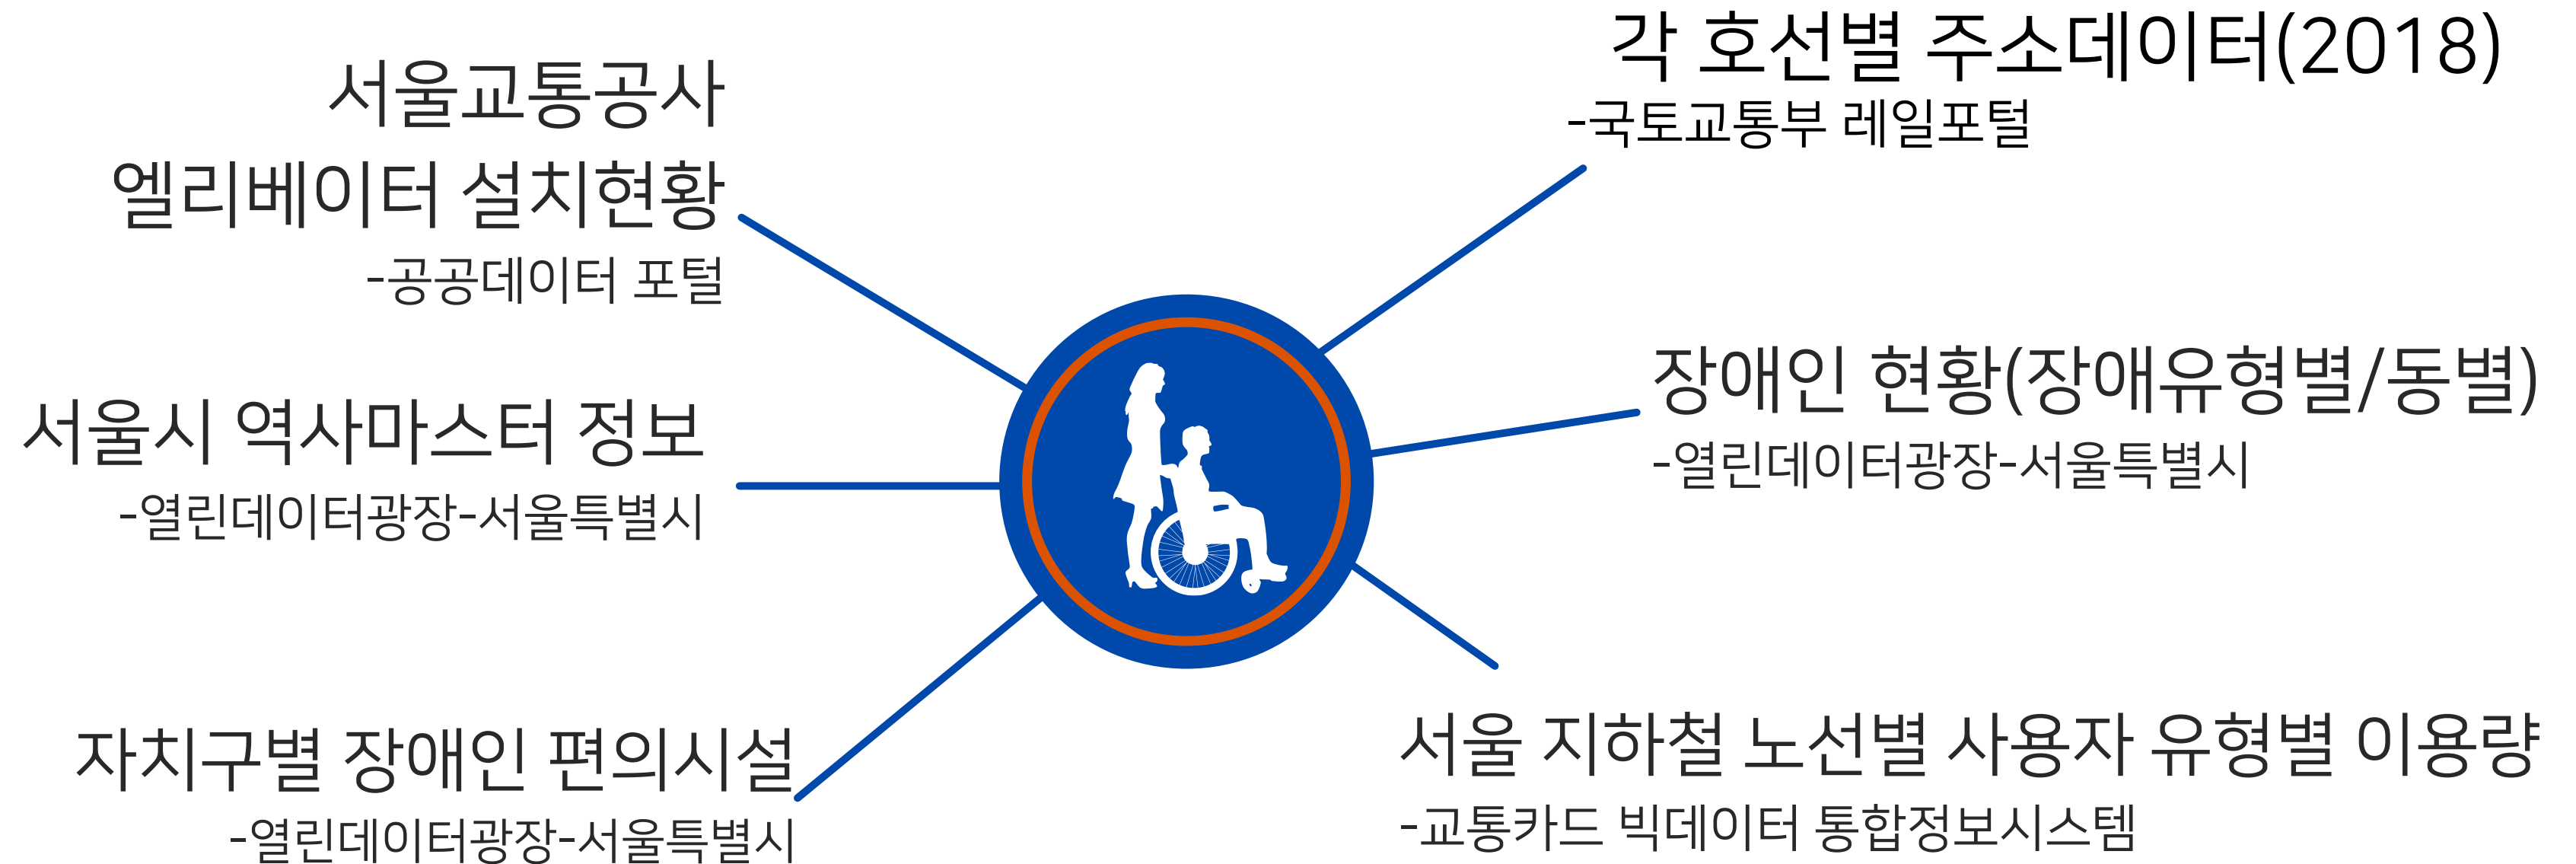 서울교통공사
엘리베이터 설치현황
-공공데이터 포털
서울시 역사마스터 정보
-열린데이터광장-서울특별시
자치구별 장애인 편의시설
-열린데이터광장-서울특별시
각 호선별 주소데이터(2018)
-국토교통부 레일포털
장애인 현황(장애유형별/동별)
-열린데이터광장-서울특별시
서울 지하철 노선별 사용자 유형별 이용량
-교통카드 빅데이터 통합정보시스템